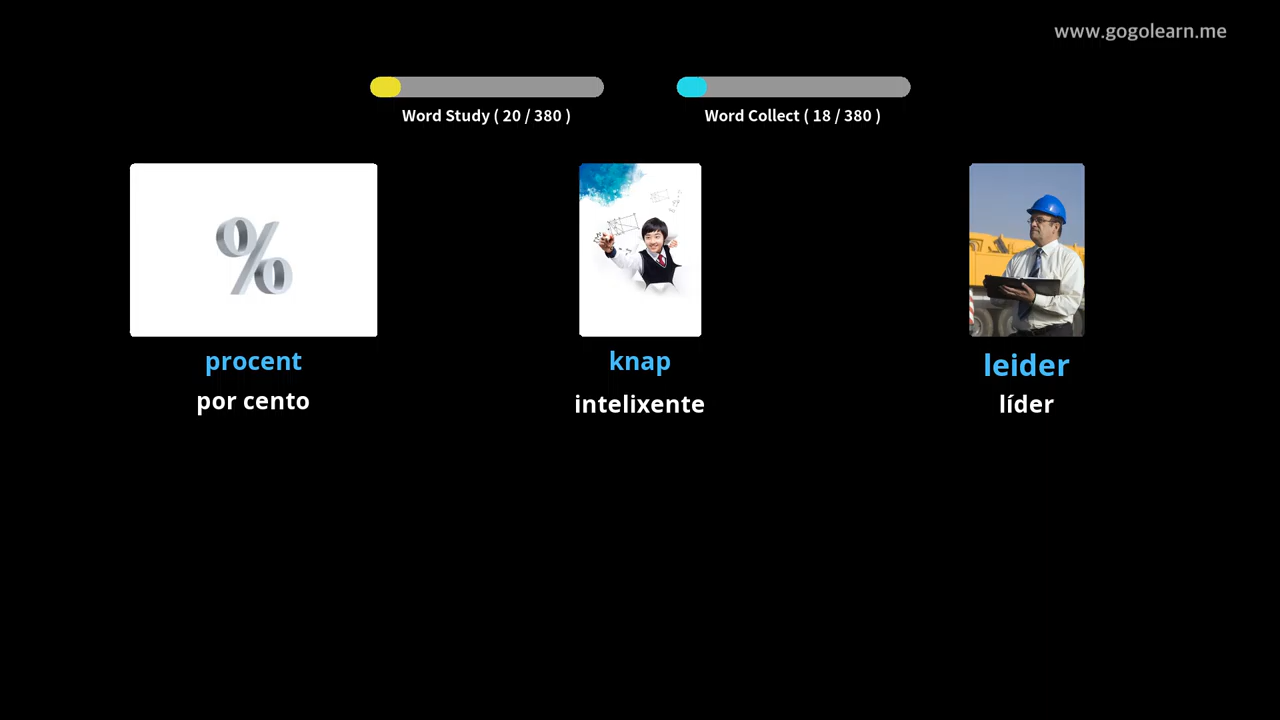 www.gogolearn.me
Word Study ( 20 / 380 )
Word Collect ( 18 / 380 )
%
procent
knap
leider
por cento
intelixente
líder